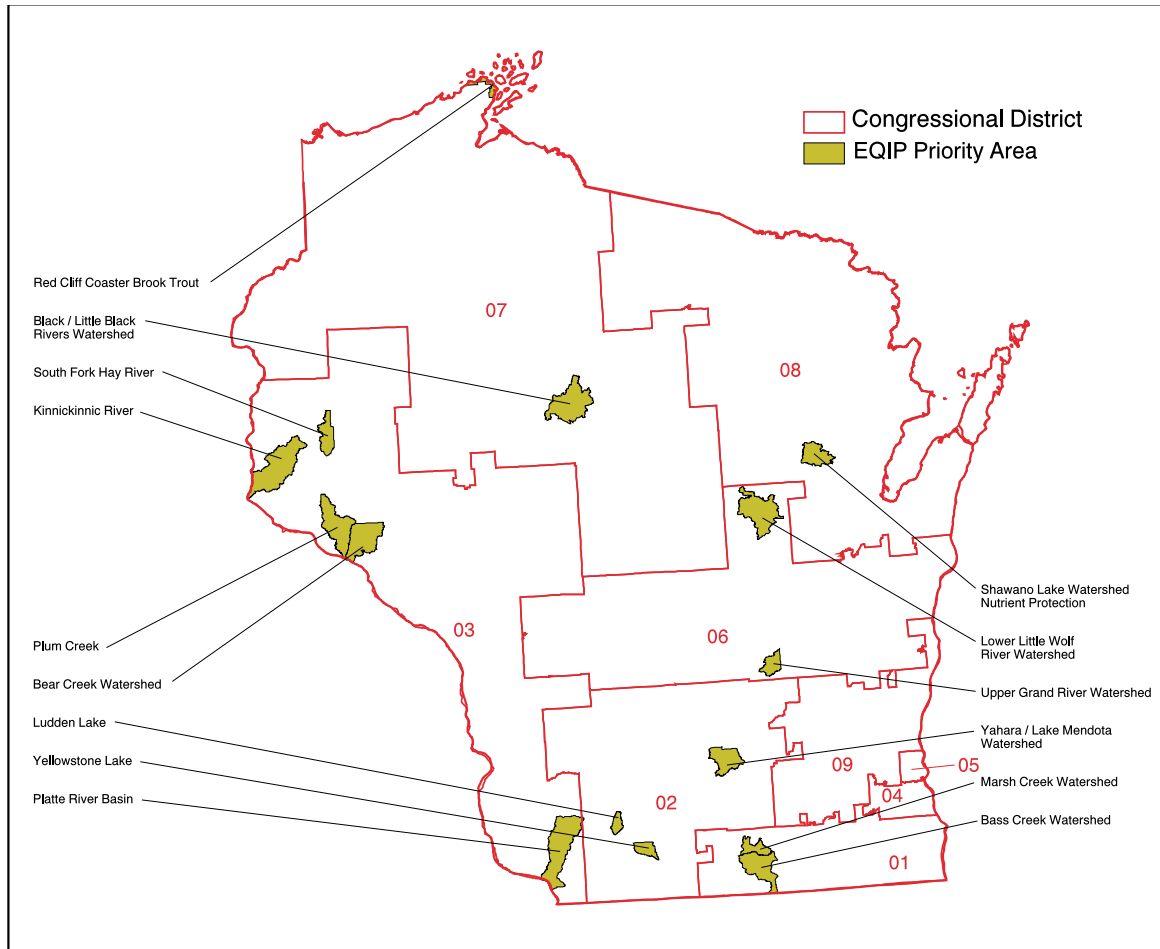 Congressional District
EQIP Priority Area
Red Cliff Coaster Brook Trout
07
Black / Little Black
Rivers Watershed
South Fork Hay River
08
Kinnickinnic River
Shawano Lake Watershed
Nutrient Protection
03
06
Plum Creek
Lower Little Wolf
River Watershed
Bear Creek Watershed
Upper Grand River Watershed
Ludden Lake
Yahara / Lake Mendota
Watershed
Yellowstone Lake
09
05
Marsh Creek Watershed
Platte River Basin
02
04
Bass Creek Watershed
01